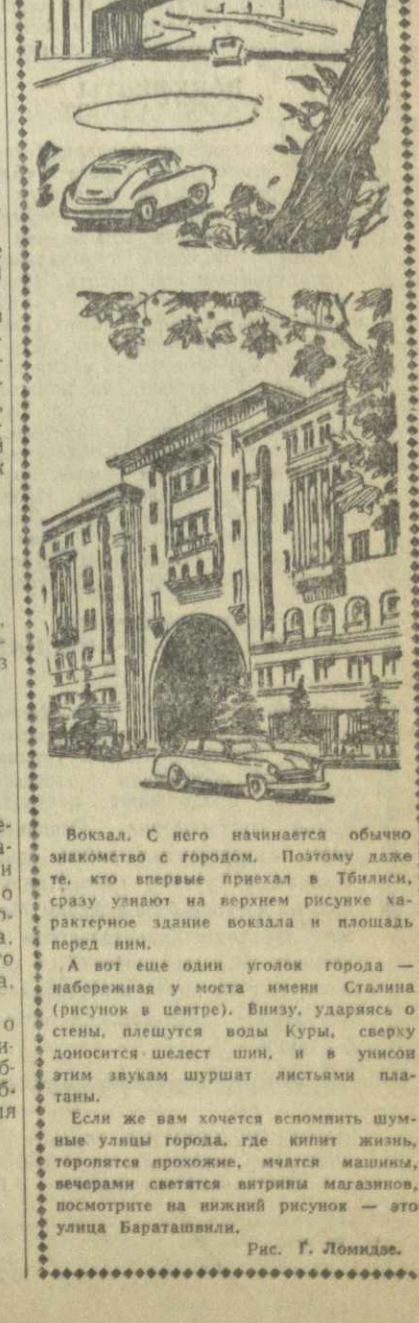 Вокзал. С него начинается обычно
знакомство с городом. Поэтому даже
те, кто впервые приехал в Тбилиси,
сразу узнают на верхнем рисунке ха-
рактерное здание вокзала и площадь
перед ним.
А вот еще один уголок города —
набережная у моста имени Сталина
(рисунок в центре). Внизу, ударяясь о
стены, плешутся воды Куры, сверху
доносится шелест шин, и в унисон
этим звукам шуршат листьями пла-
таны.
Если же вам хочется вспомнить шум-
ные улицы города, где кипит жизнь,
торопятся прохожие, мчатся машины,
вечерами светятся витрины магазинов,
посмотрите на нижний рисунок — это
улица Бараташвили.
Рис. Г. Ломидзе.